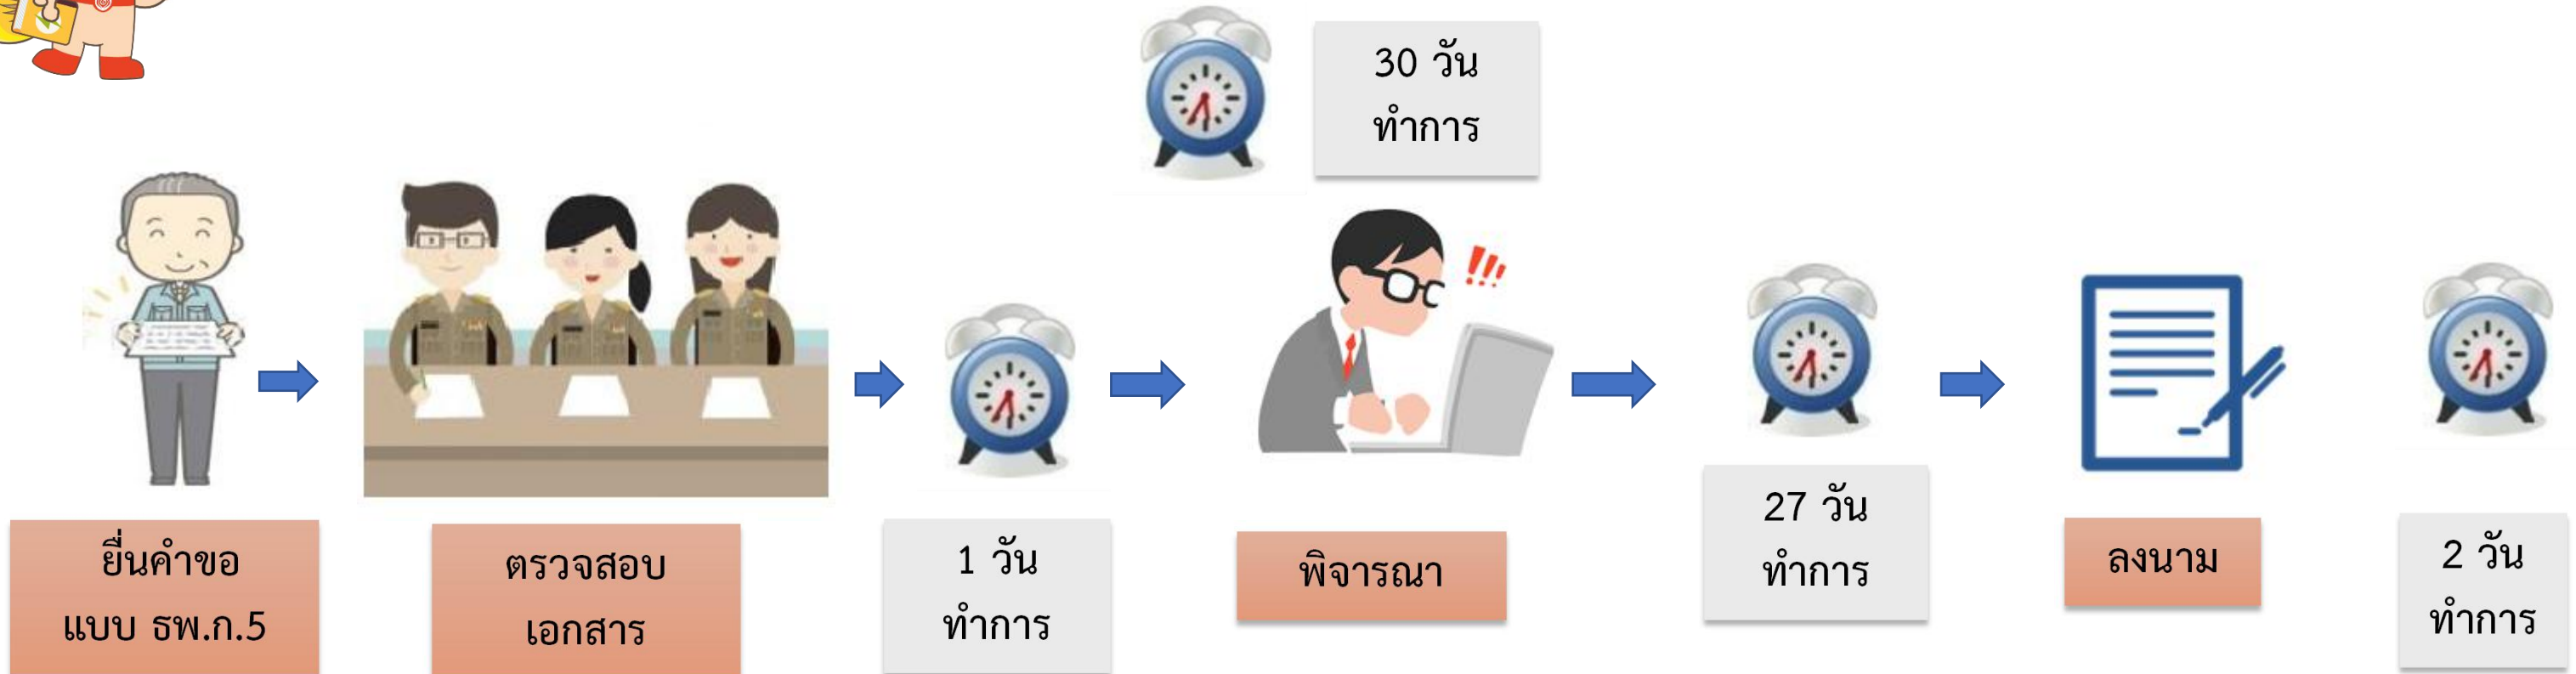 30 วัน
ทำการ
ยื่นคำขอ
แบบ ธพ.ก.5
ตรวจสอบ
เอกสาร
1 วัน
ทำการ
พิจารณา
27 วัน
ทำการ
ลงนาม
2 วัน
ทำการ